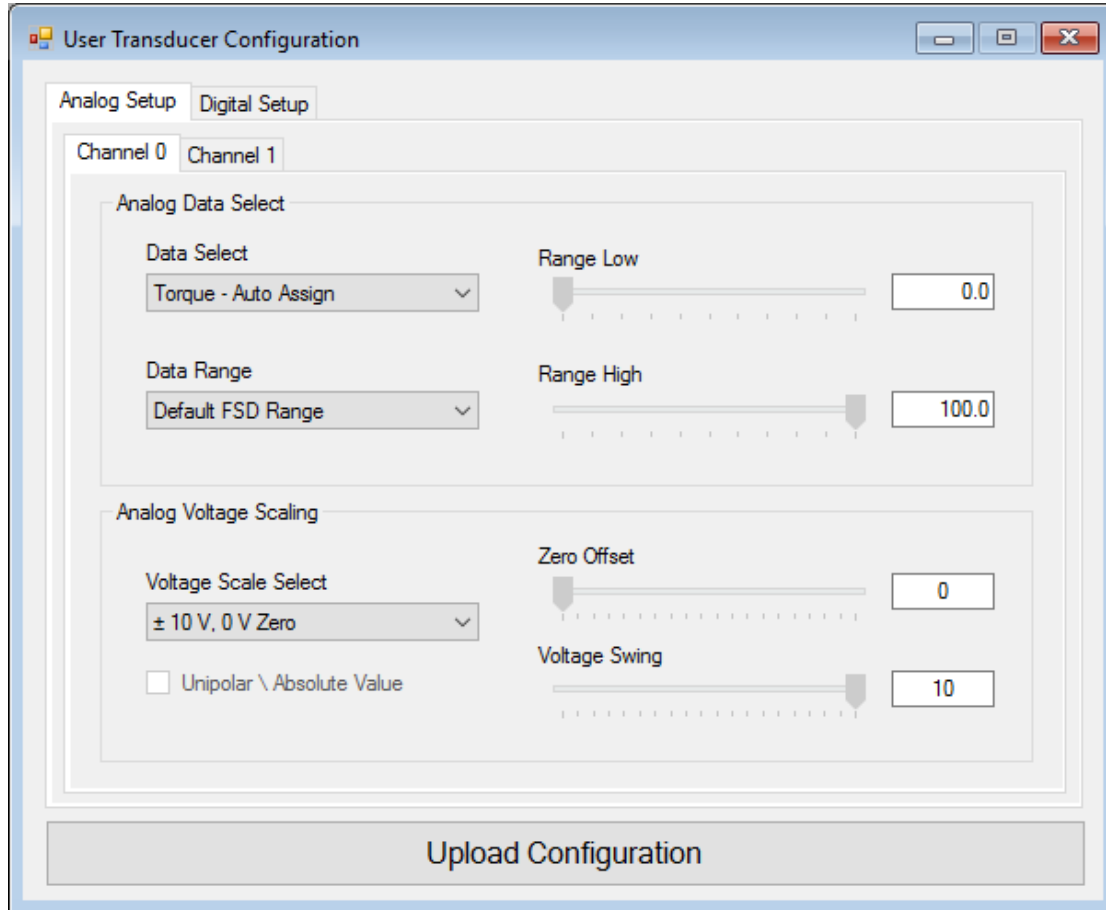 User Transducer Configuration
Analog Setup Digital Setup
Channel 0 Channel 1
Analog Data Select
Data Select
Torque - Auto Assign
Range Low
0.0
Data Range
Default FSD Range
Range High
100.0
Analog Voltage Scaling
Voltage Scale Select
± 10 V, 0 V Zero
Unipolar \ Absolute Value
Zero Offset
0
Voltage Swing
10
Upload Configuration